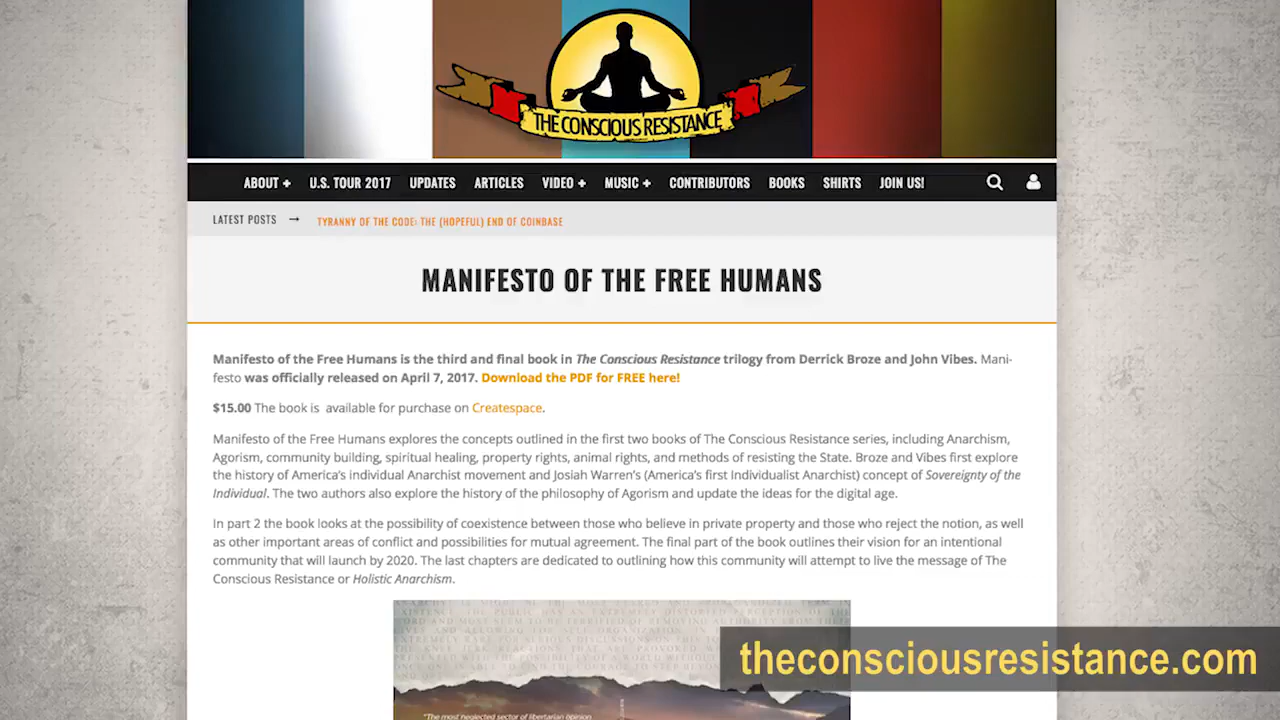 THE CONSCIOUS RESISTANCE
ABOUT + U.S. TOUR 2017 UPDATES ARTICLES VIDEO + MUSIC + CONTRIBUTORS BOOKS SHIRTS JOIN US!
LATEST POSTS → TYRANNY OF THE CODE: THE (HOPEFUL) END OF COINBASE
MANIFESTO OF THE FREE HUMANS
Manifesto of the Free Humans is the third and final book in The Conscious Resistance trilogy from Derrick Broze and John Vibes. Mani-
festo was officially released on April 7, 2017. Download the PDF for FREE here!
$15.00 The book is available for purchase on Createspace.
Manifesto of the Free Humans explores the concepts outlined in the first two books of The Conscious Resistance series, including Anarchism,
Agorism, community building, spiritual healing, property rights, animal rights, and methods of resisting the State. Broze and Vibes first explore
the history of America's individual Anarchist movement and Josiah Warren's (America's first Individualist Anarchist) concept of Sovereignty of the
Individual. The two authors also explore the history of the philosophy of Agorism and update the ideas for the digital age.
In part 2 the book looks at the possibility of coexistence between those who believe in private property and those who reject the notion, as well
as other important areas of conflict and possibilities for mutual agreement. The final part of the book outlines their vision for an intentional
community that will launch by 2020. The last chapters are dedicated to outlining how this community will attempt to live the message of The
Conscious Resistance or Holistic Anarchism.
"The most neglected sector of libertarian opinion
theconsciousresistance.com